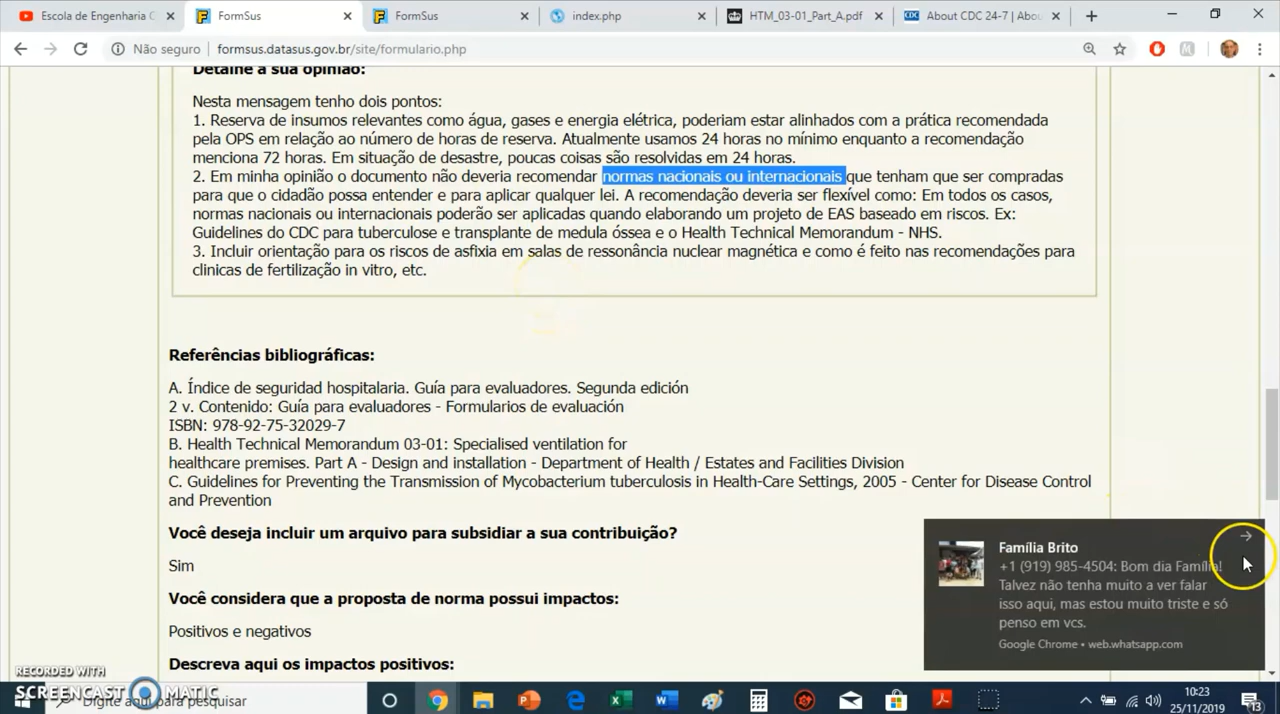 Escola de Engenharia C
FormSus
FormSus
index.php
HTM_03-01_Part_A.pdf
CDC About CDC 24-7 | Abou
Não seguro
formsus.datasus.gov.br/site/formulario.php
Detalhe a sua opinião:
Nesta mensagem tenho dois pontos:
1. Reserva de insumos relevantes como água, gases e energia elétrica, poderiam estar alinhados com a prática recomendada
pela OPS em relação ao número de horas de reserva. Atualmente usamos 24 horas no mínimo enquanto a recomendação
menciona 72 horas. Em situação de desastre, poucas coisas são resolvidas em 24 horas.
2. Em minha opinião o documento não deveria recomendar normas nacionais ou internacionais que tenham que ser compradas
para que o cidadão possa entender e para aplicar qualquer lei. A recomendação deveria ser flexível como: Em todos os casos,
normas nacionais ou internacionais poderão ser aplicadas quando elaborando um projeto de EAS baseado em riscos. Ex:
Guidelines do CDC para tuberculose e transplante de medula óssea e o Health Technical Memorandum - NHS.
3. Incluir orientação para os riscos de asfixia em salas de ressonância nuclear magnética e como é feito nas recomendações para
clinicas de fertilização in vitro, etc.
Referências bibliográficas:
A. Índice de seguridad hospitalaria. Guía para evaluadores. Segunda edición
2 v. Contenido: Guía para evaluadores - Formularios de evaluación
ISBN: 978-92-75-32029-7
B. Health Technical Memorandum 03-01: Specialised ventilation for
healthcare premises. Part A - Design and installation - Department of Health / Estates and Facilities Division
C. Guidelines for Preventing the Transmission of Mycobacterium tuberculosis in Health-Care Settings, 2005 - Center for Disease Control
and Prevention
Você deseja incluir um arquivo para subsidiar a sua contribuição?
Sim
Você considera que a proposta de norma possui impactos:
Positivos e negativos
Descreva aqui os impactos positivos:
Família Brito
+1 (919) 985-4504: Bom dia Família!
Talvez não tenha muito a ver falar
isso aqui, mas estou muito triste e só
penso em vcs.
Google Chrome • web.whatsapp.com
RECORDED WITH
SCREENCAST MATIC
Digite aqui para pesquisar
10:23
25/11/2019
13